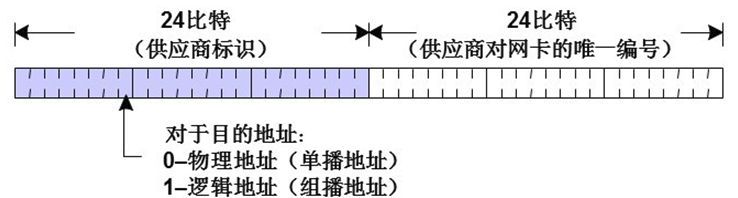 24比特 24比特
（供应商标识） （供应商对网卡的唯一编号）
对于目的地址：
0–物理地址（单播地址）
1–逻辑地址（组播地址）